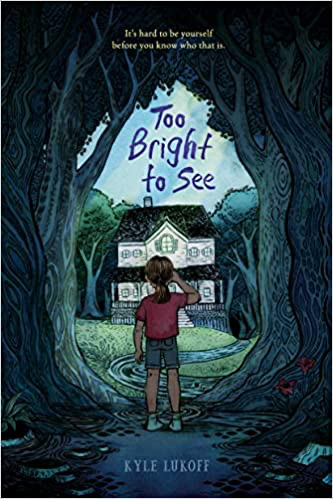 It's hard to be yourself
before you know who that is.
Too
Bright
to See
KYLE LUKOFF